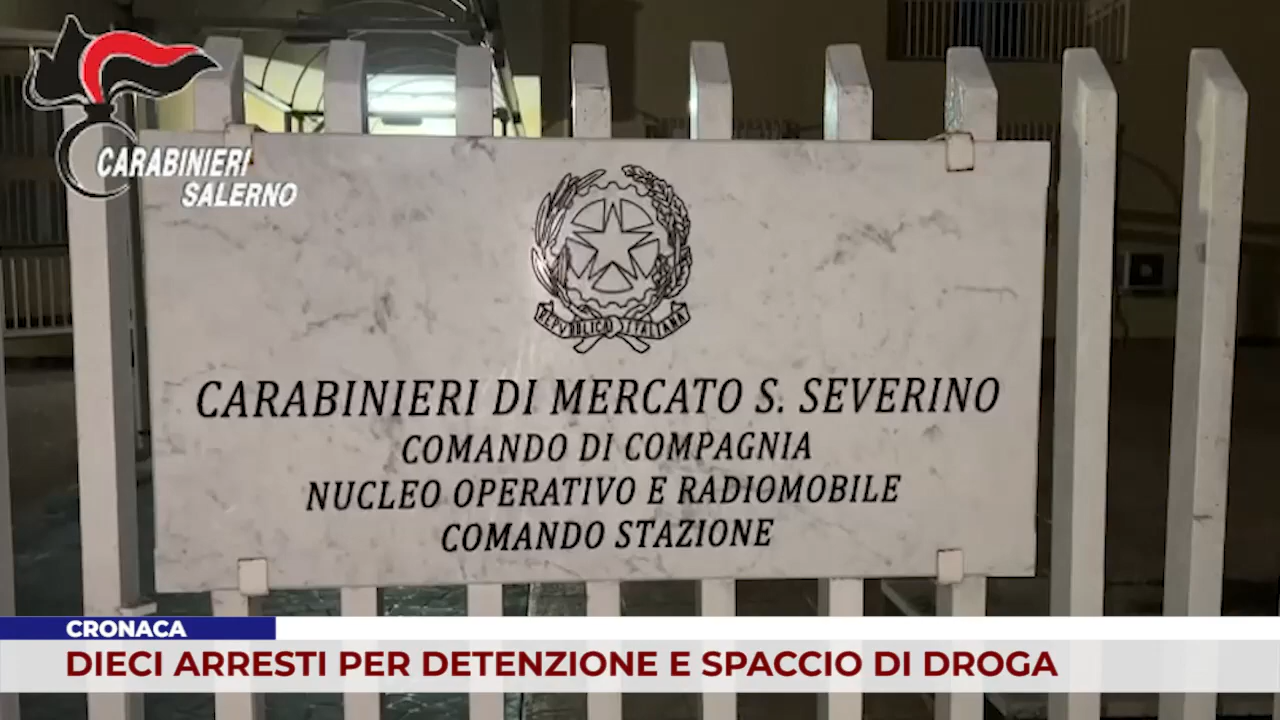 CARABINIERI
SALERNO
REPVBBLICA ITALIANA
CARABINIERI DI MERCATO S. SEVERINO
COMANDO DI COMPAGNIA
NUCLEO OPERATIVO E RADIOMOBILE
COMANDO STAZIONE
CRONACA
DIECI ARRESTI PER DETENZIONE E SPACCIO DI DROGA